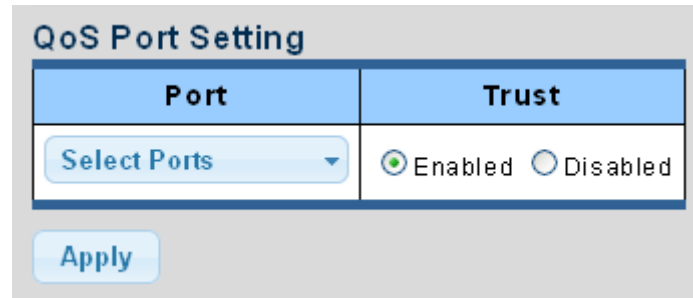 QoS Port Setting
Port Trust
Select Ports Enabled Disabled
Apply